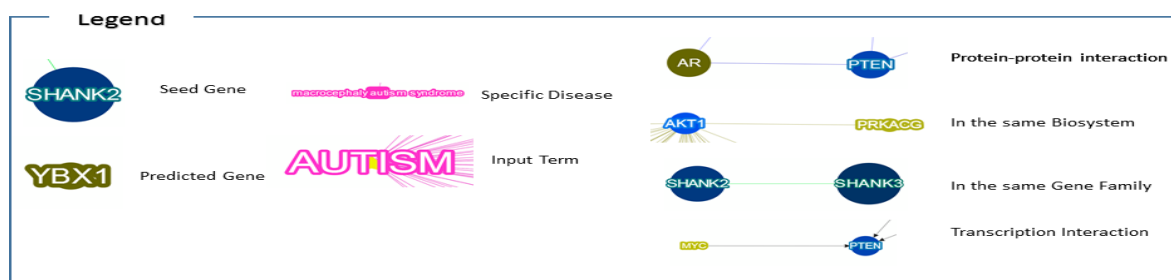 Legend
SHANK2
Seed Gene
macrocephaly autism syndrome
Specific Disease
YBX1
Predicted Gene
AUTISM
Input Term
AR
PTEN
Protein-protein interaction
AKT1
PRKACG
In the same Biosystem
SHANK2
SHANK3
In the same Gene Family
MYC
PTEN
Transcription Interaction